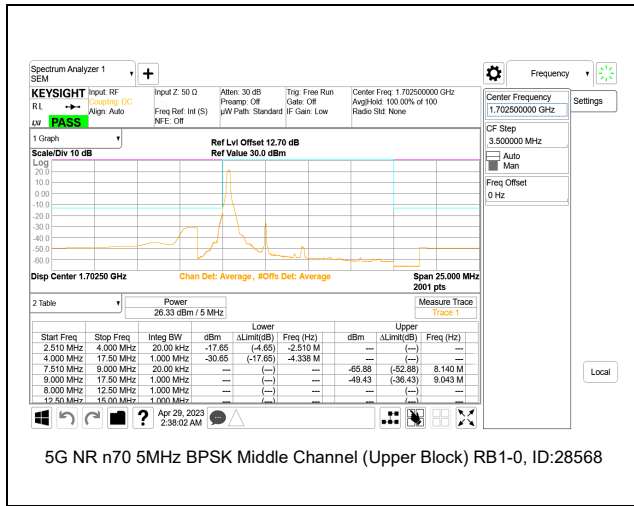 Spectrum Analyzer 1
SEM
Frequency
KEYSIGHT
Input: RF
Input Z: 50 Ω
Atten: 30 dB
Trig: Free Run
Center Freq: 1.702500000 GHz
Coupling: DC
Preamp: Off
Gate: Off
Avg|Hold: 100.00% of 100
RL
Align: Auto
Freq Ref: Int (S)
µW Path: Standard
IF Gain: Low
Radio Std: None
NFE: Off
LXI
PASS
Center Frequency
1.702500000 GHz
Settings
CF Step
3.500000 MHz
Auto
Man
Freq Offset
0 Hz
1 Graph
Ref Lvl Offset 12.70 dB
Scale/Div 10 dB
Ref Value 30.0 dBm
Log
20.0
10.0
0.00
-10.0
-20.0
-30.0
-40.0
-50.0
-60.0
Disp Center 1.70250 GHz
Chan Det: Average, #Offs Det: Average
Span 25.000 MHz
2001 pts
2 Table
Power
26.33 dBm / 5 MHz
Measure Trace
Trace 1
Lower
Upper
Start Freq Stop Freq Integ BW dBm ΔLimit(dB) Freq (Hz) dBm ΔLimit(dB) Freq (Hz)
2.510 MHz 4.000 MHz 20.00 kHz -17.65 (-4.65) -2.510 M --- (---) ---
4.000 MHz 17.50 MHz 1.000 MHz -30.65 (-17.65) -4.338 M --- (---) ---
7.510 MHz 9.000 MHz 20.00 kHz --- (---) --- -65.88 (-52.88) 8.140 M
9.000 MHz 17.50 MHz 1.000 MHz --- (---) --- -49.43 (-36.43) 9.043 M
8.000 MHz 12.50 MHz 1.000 MHz --- (---) --- --- (---) ---
12.50 MHz 15.00 MHz 1.000 MHz --- (---) --- --- (---) ---
Local
?
Apr 29, 2023
2:38:02 AM
5G NR n70 5MHz BPSK Middle Channel (Upper Block) RB1-0, ID:28568